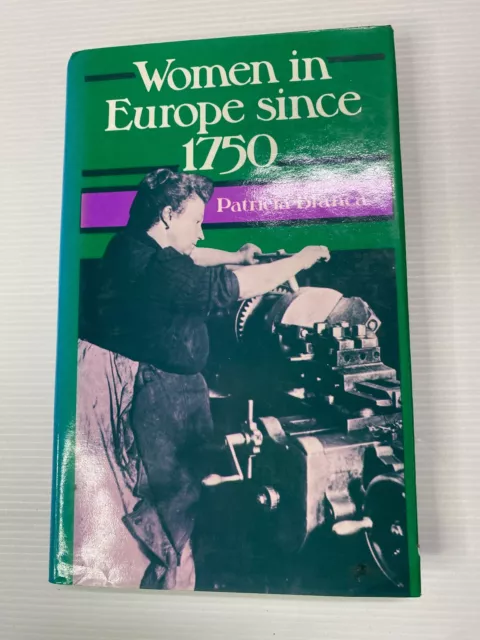 Women in
Europe since
1750
Patricia Branca